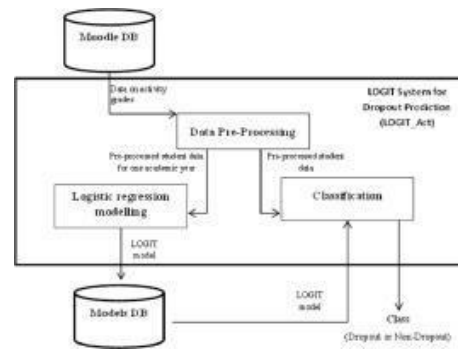 Moodle DB
Data on activity
grades
LOGIT System for
Dropout Prediction
(LOGIT_Act)
Data Pre-Processing
Pre-processed student data
for one academic year
Pre-processed student
data
Logistic regression
modelling
Classification
LOGIT
model
LOGIT
model
Models DB
Class
(Dropout or Non-Dropout)